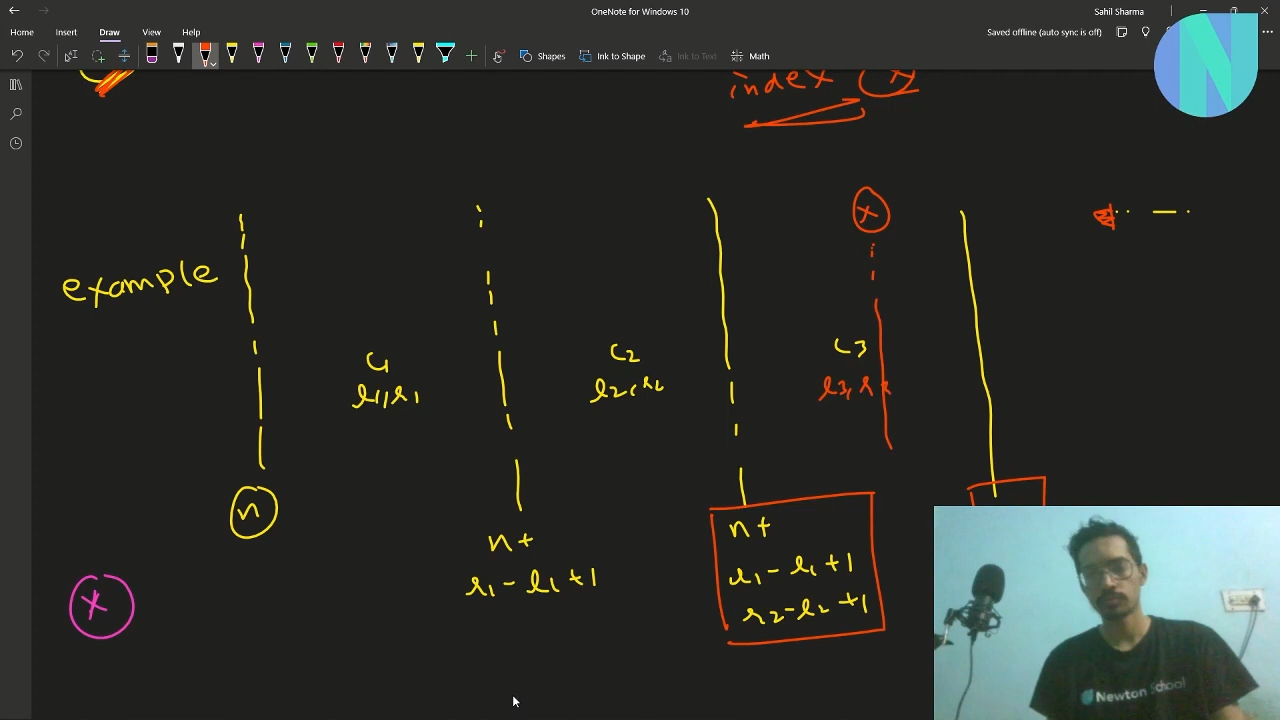 OneNote for Windows 10
Sahil Sharma
Home Insert Draw View Help
Saved offline (auto sync is off)
Shapes
Ink to Shape
Ink to Text
Math
index
x
example
C1
C2
C3
l1, r1
l2, r2
n
n+
r1 - l1 + 1
n+
r1 - l1 + 1
r2 - l2 + 1
x
Newton School